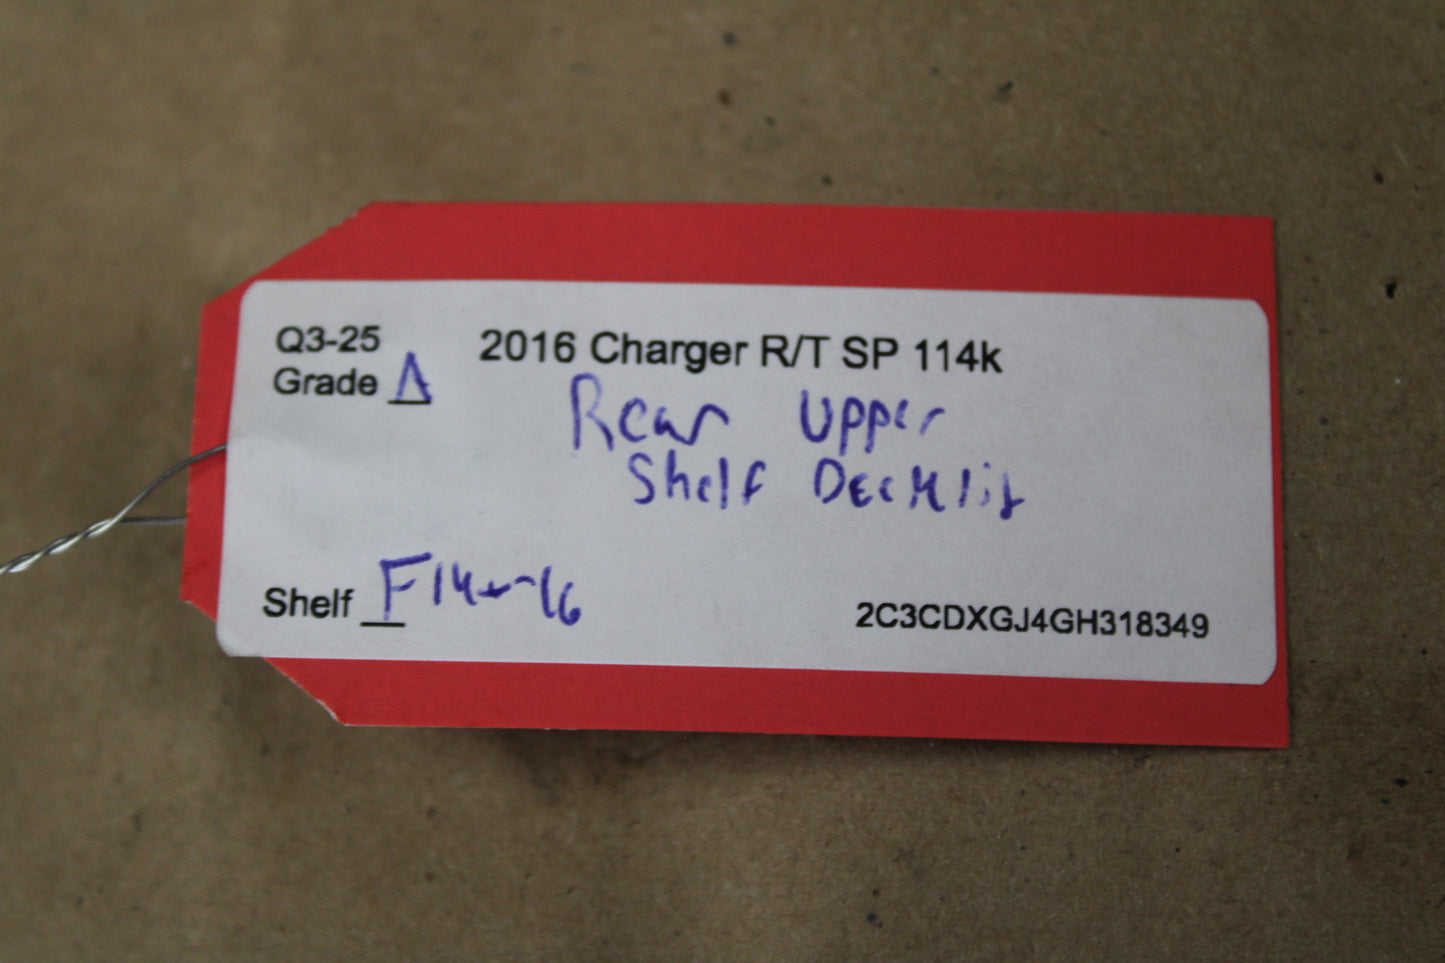 Q3-25
2016 Charger R/T SP 114k
Grade A
Rear Upper
Shelf Decklid
Shelf F14-16
2C3CDXGJ4GH318349